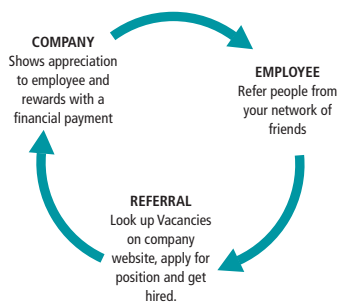 COMPANY
Shows appreciation
to employee and
rewards with a
financial payment
EMPLOYEE
Refer people from
your network of
friends
REFERRAL
Look up Vacancies
on company
website, apply for
position and get
hired.